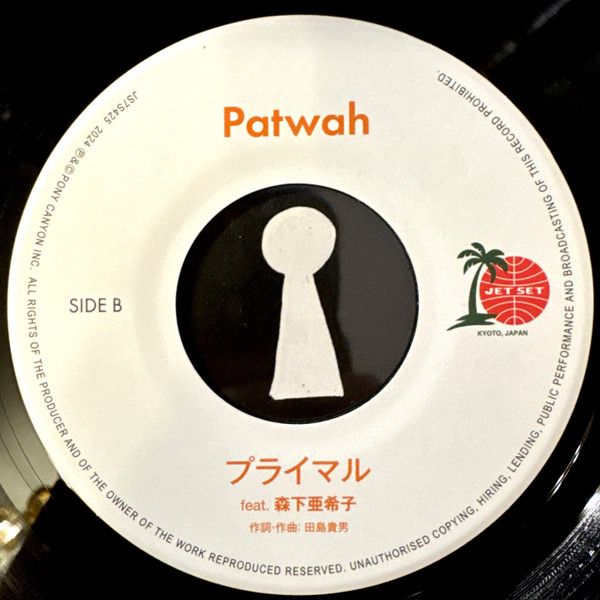 Patwah
SIDE B
JET SET
KYOTO, JAPAN
プライマル
feat. 森下亜希子
作詞・作曲: 田島貴男
JS7S425 2024 ℗&©PONY CANYON INC. ALL RIGHTS OF THE PRODUCER AND OF THE OWNER OF THE WORK REPRODUCED RESERVED. UNAUTHORISED COPYING, HIRING, LENDING, PUBLIC PERFORMANCE AND BROADCASTING OF THIS RECORD PROHIBITED.